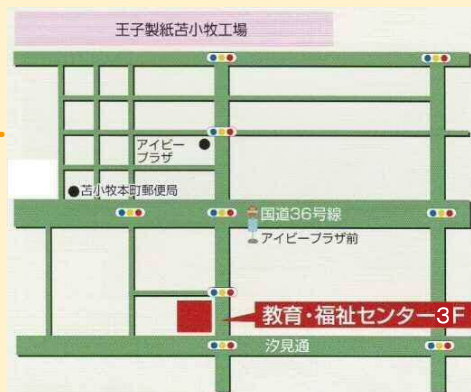 王子製紙苫小牧工場
アイビー
プラザ
苫小牧本町郵便局
国道36号線
アイビープラザ前
教育・福祉センター3F
汐見通